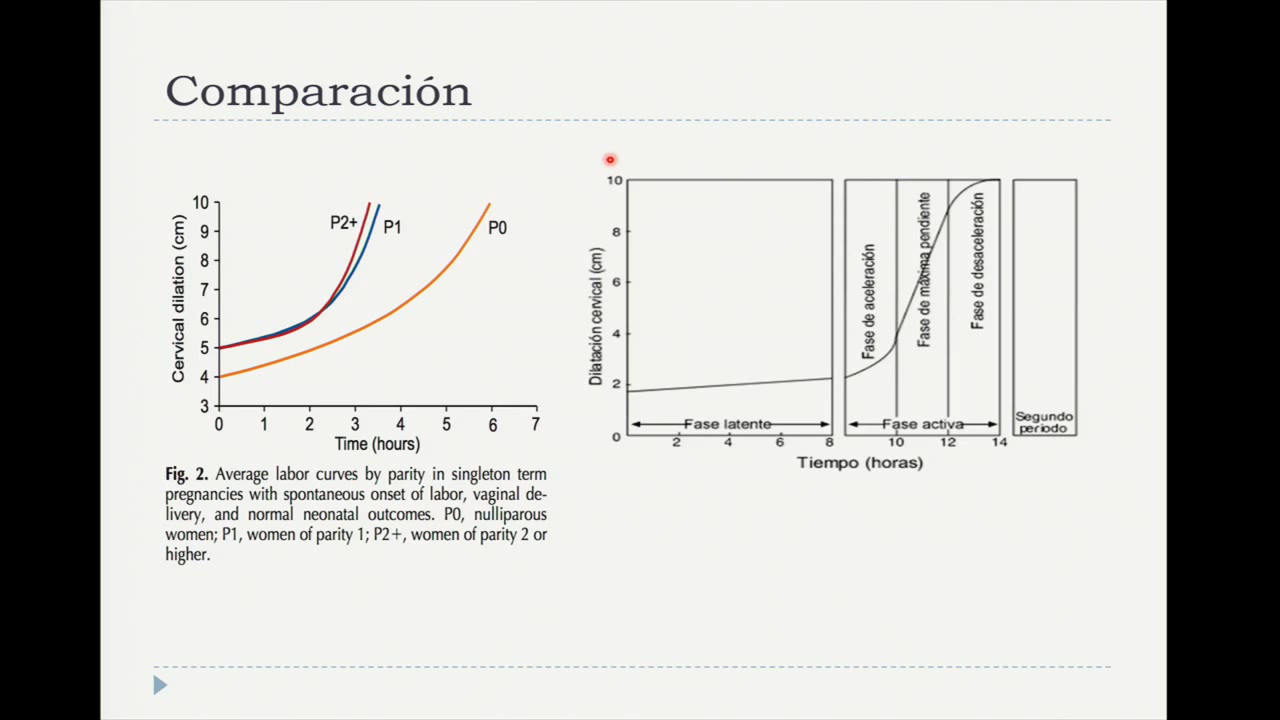 Comparación
10
9
8
7
6
5
4
3
Cervical dilation (cm)
P2+
P1
P0
0 1 2 3 4 5 6 7
Time (hours)
Fig. 2. Average labor curves by parity in singleton term
pregnancies with spontaneous onset of labor, vaginal de-
livery, and normal neonatal outcomes. P0, nulliparous
women; P1, women of parity 1; P2+, women of parity 2 or
higher.
10
8
6
4
2
0
Dilatación cervical (cm)
Fase de aceleración
Fase de máxima pendiente
Fase de desaceleración
Fase latente
Fase activa
Segundo
período
2 4 6 8 10 12 14
Tiempo (horas)